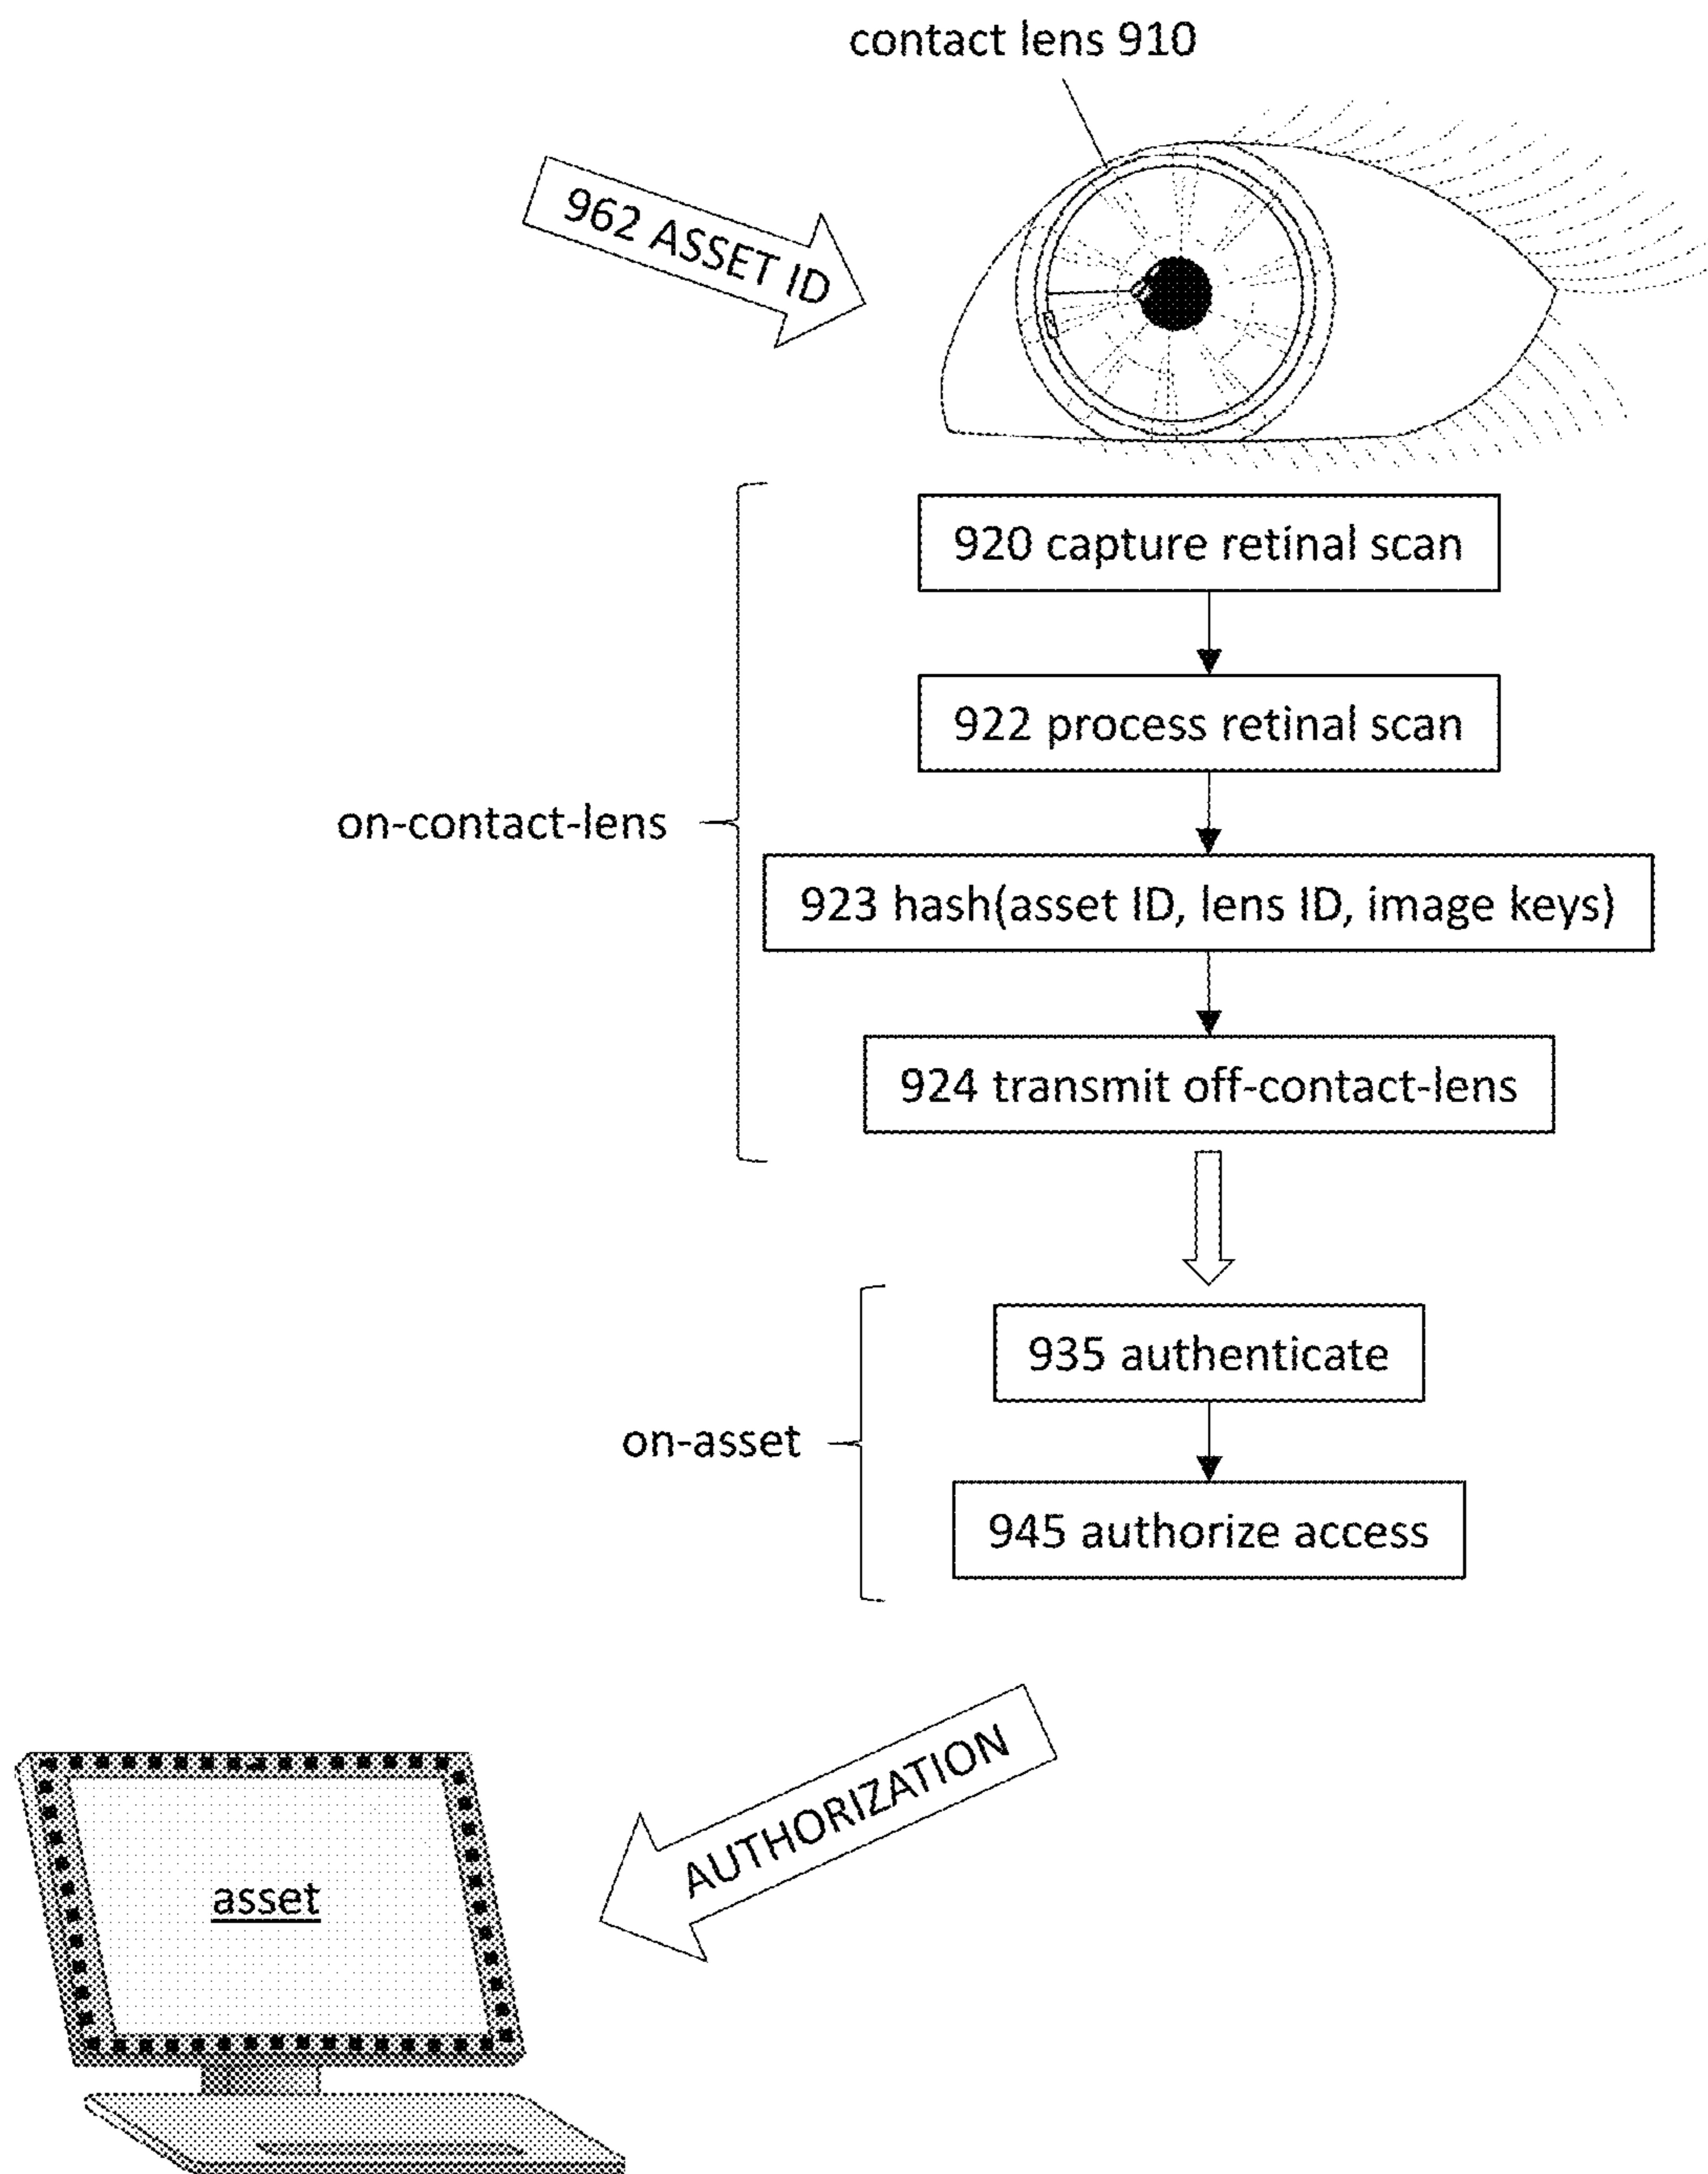 contact lens 910
962 ASSET ID
920 capture retinal scan
922 process retinal scan
on-contact-lens
923 hash(asset ID, lens ID, image keys)
924 transmit off-contact-lens
935 authenticate
on-asset
945 authorize access
AUTHORIZATION
asset